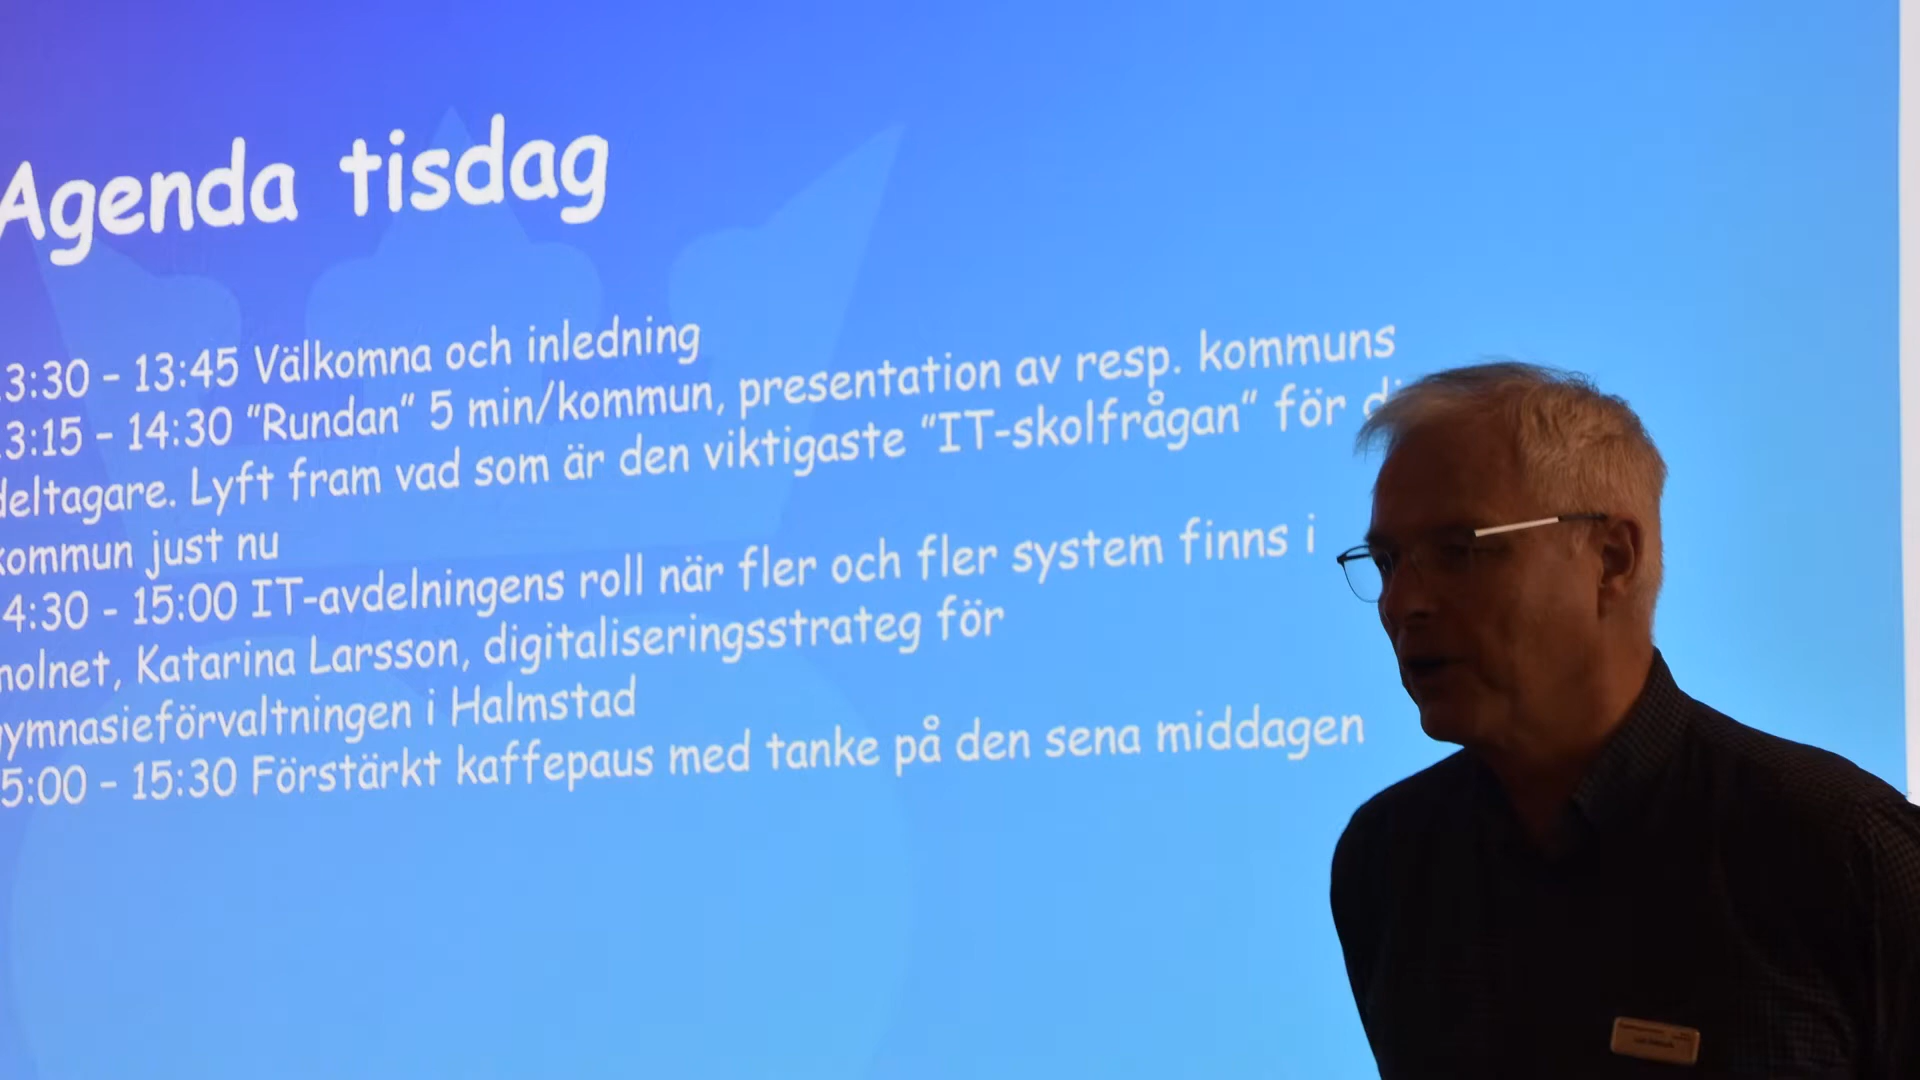 Agenda tisdag
3:30 - 13:45 Välkomna och inledning
3:15 - 14:30 "Rundan" 5 min/kommun, presentation av resp. kommuns
deltagare. Lyft fram vad som är den viktigaste "IT-skolfrågan" för di
kommun just nu
4:30 - 15:00 IT-avdelningens roll när fler och fler system finns i
molnet, Katarina Larsson, digitaliseringsstrateg för
gymnasieförvaltningen i Halmstad
5:00 - 15:30 Förstärkt kaffepaus med tanke på den sena middagen